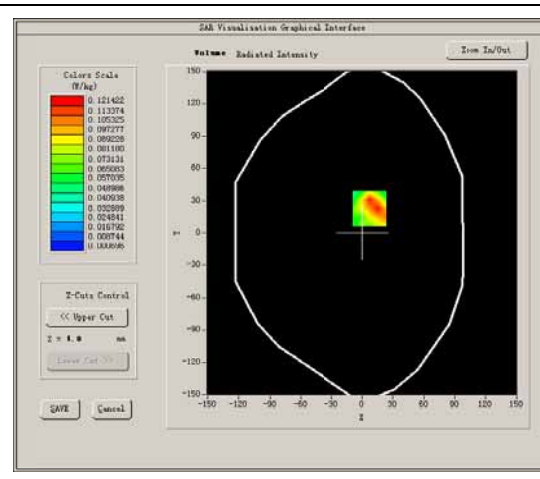 SAR Visualisation Graphical Interface
Volume Radiated Intensity
Zoom In/Out
Colors Scale
(W/kg)
0.121422
0.113374
0.105325
0.097277
0.089228
0.081180
0.073131
0.065083
0.057035
0.048986
0.040938
0.032889
0.024841
0.016792
0.008744
0.000696
150
90
60
30
0
-30
-60
-90
-120
-150
Y
-150 -120 -90 -60 -30 0 30 60 90 120 150
X
Z-Cuts Control
<< Upper Cut
Z = mm
Lower Cut >>
SAVE
Cancel